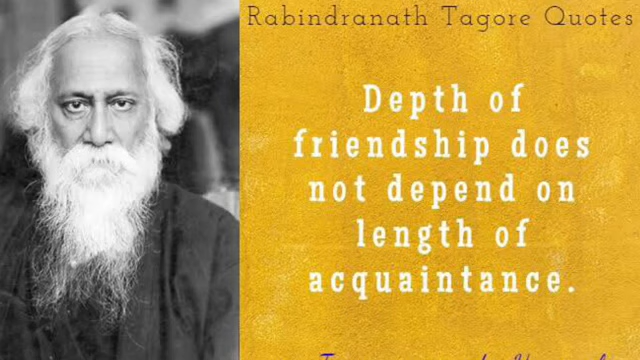 Rabindranath Tagore Quotes
Depth of
friendship does
not depend on
length of
acquaintance.